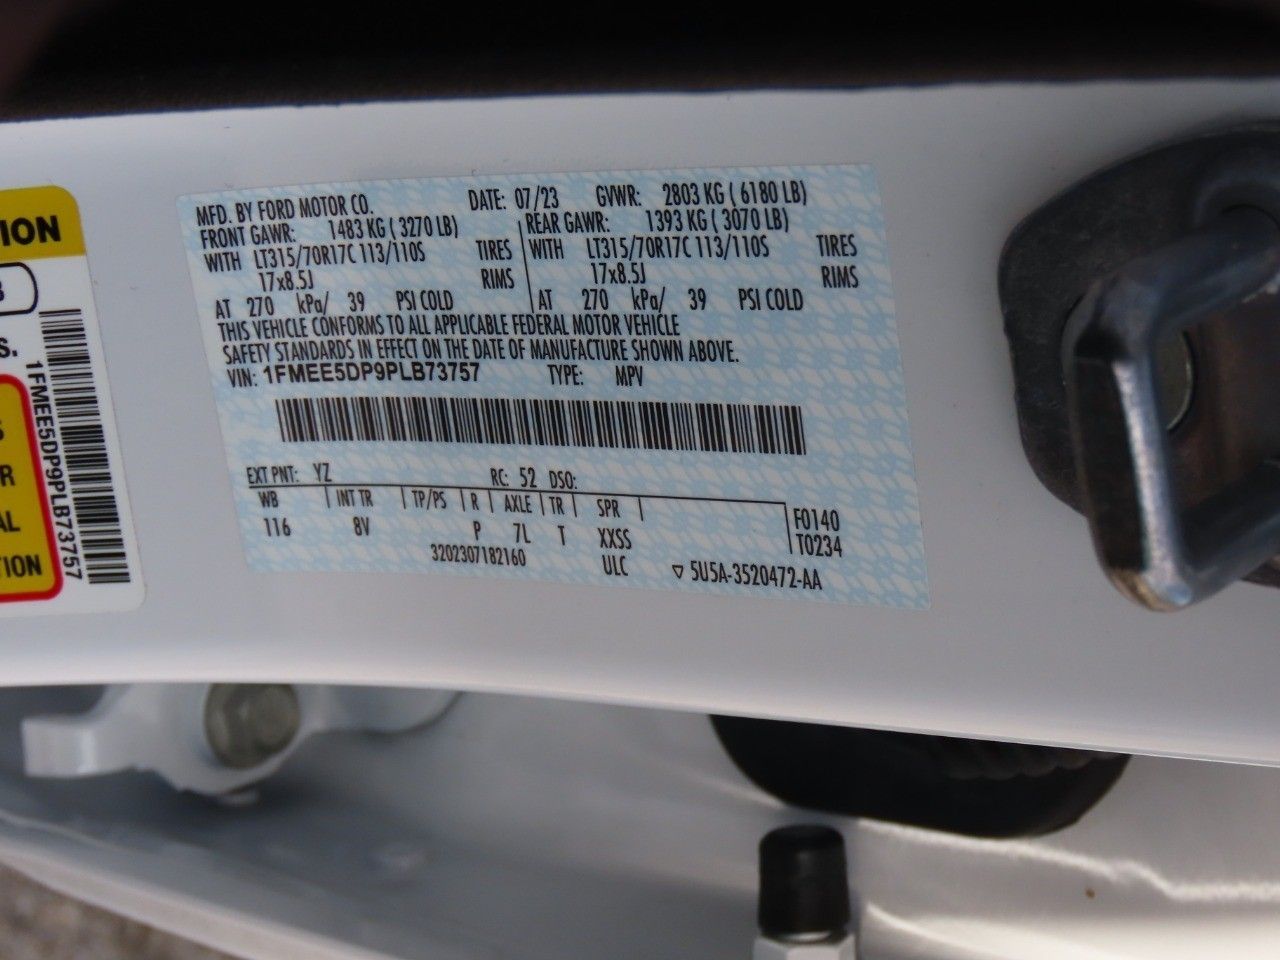 MFD. BY FORD MOTOR CO. DATE: 07/23 GVWR: 2803 KG ( 6180 LB)
FRONT GAWR: 1483 KG ( 3270 LB) REAR GAWR: 1393 KG ( 3070 LB)
WITH LT315/70R17C 113/110S TIRES WITH LT315/70R17C 113/110S TIRES
17x8.5J RIMS 17x8.5J RIMS
AT 270 kPa/ 39 PSI COLD AT 270 kPa/ 39 PSI COLD
THIS VEHICLE CONFORMS TO ALL APPLICABLE FEDERAL MOTOR VEHICLE
SAFETY STANDARDS IN EFFECT ON THE DATE OF MANUFACTURE SHOWN ABOVE.
VIN: 1FMEE5DP9PLB73757 TYPE: MPV
EXT PNT: YZ RC: 52 DSO:
WB INT TR TP/PS R AXLE TR SPR
116 8V P 7L T XXSS
F0140
T0234
3202307182160 ULC ▽ 5U5A-3520472-AA
ION
S.
1FMEE5DP9PLB73757
S
R
AL
TION